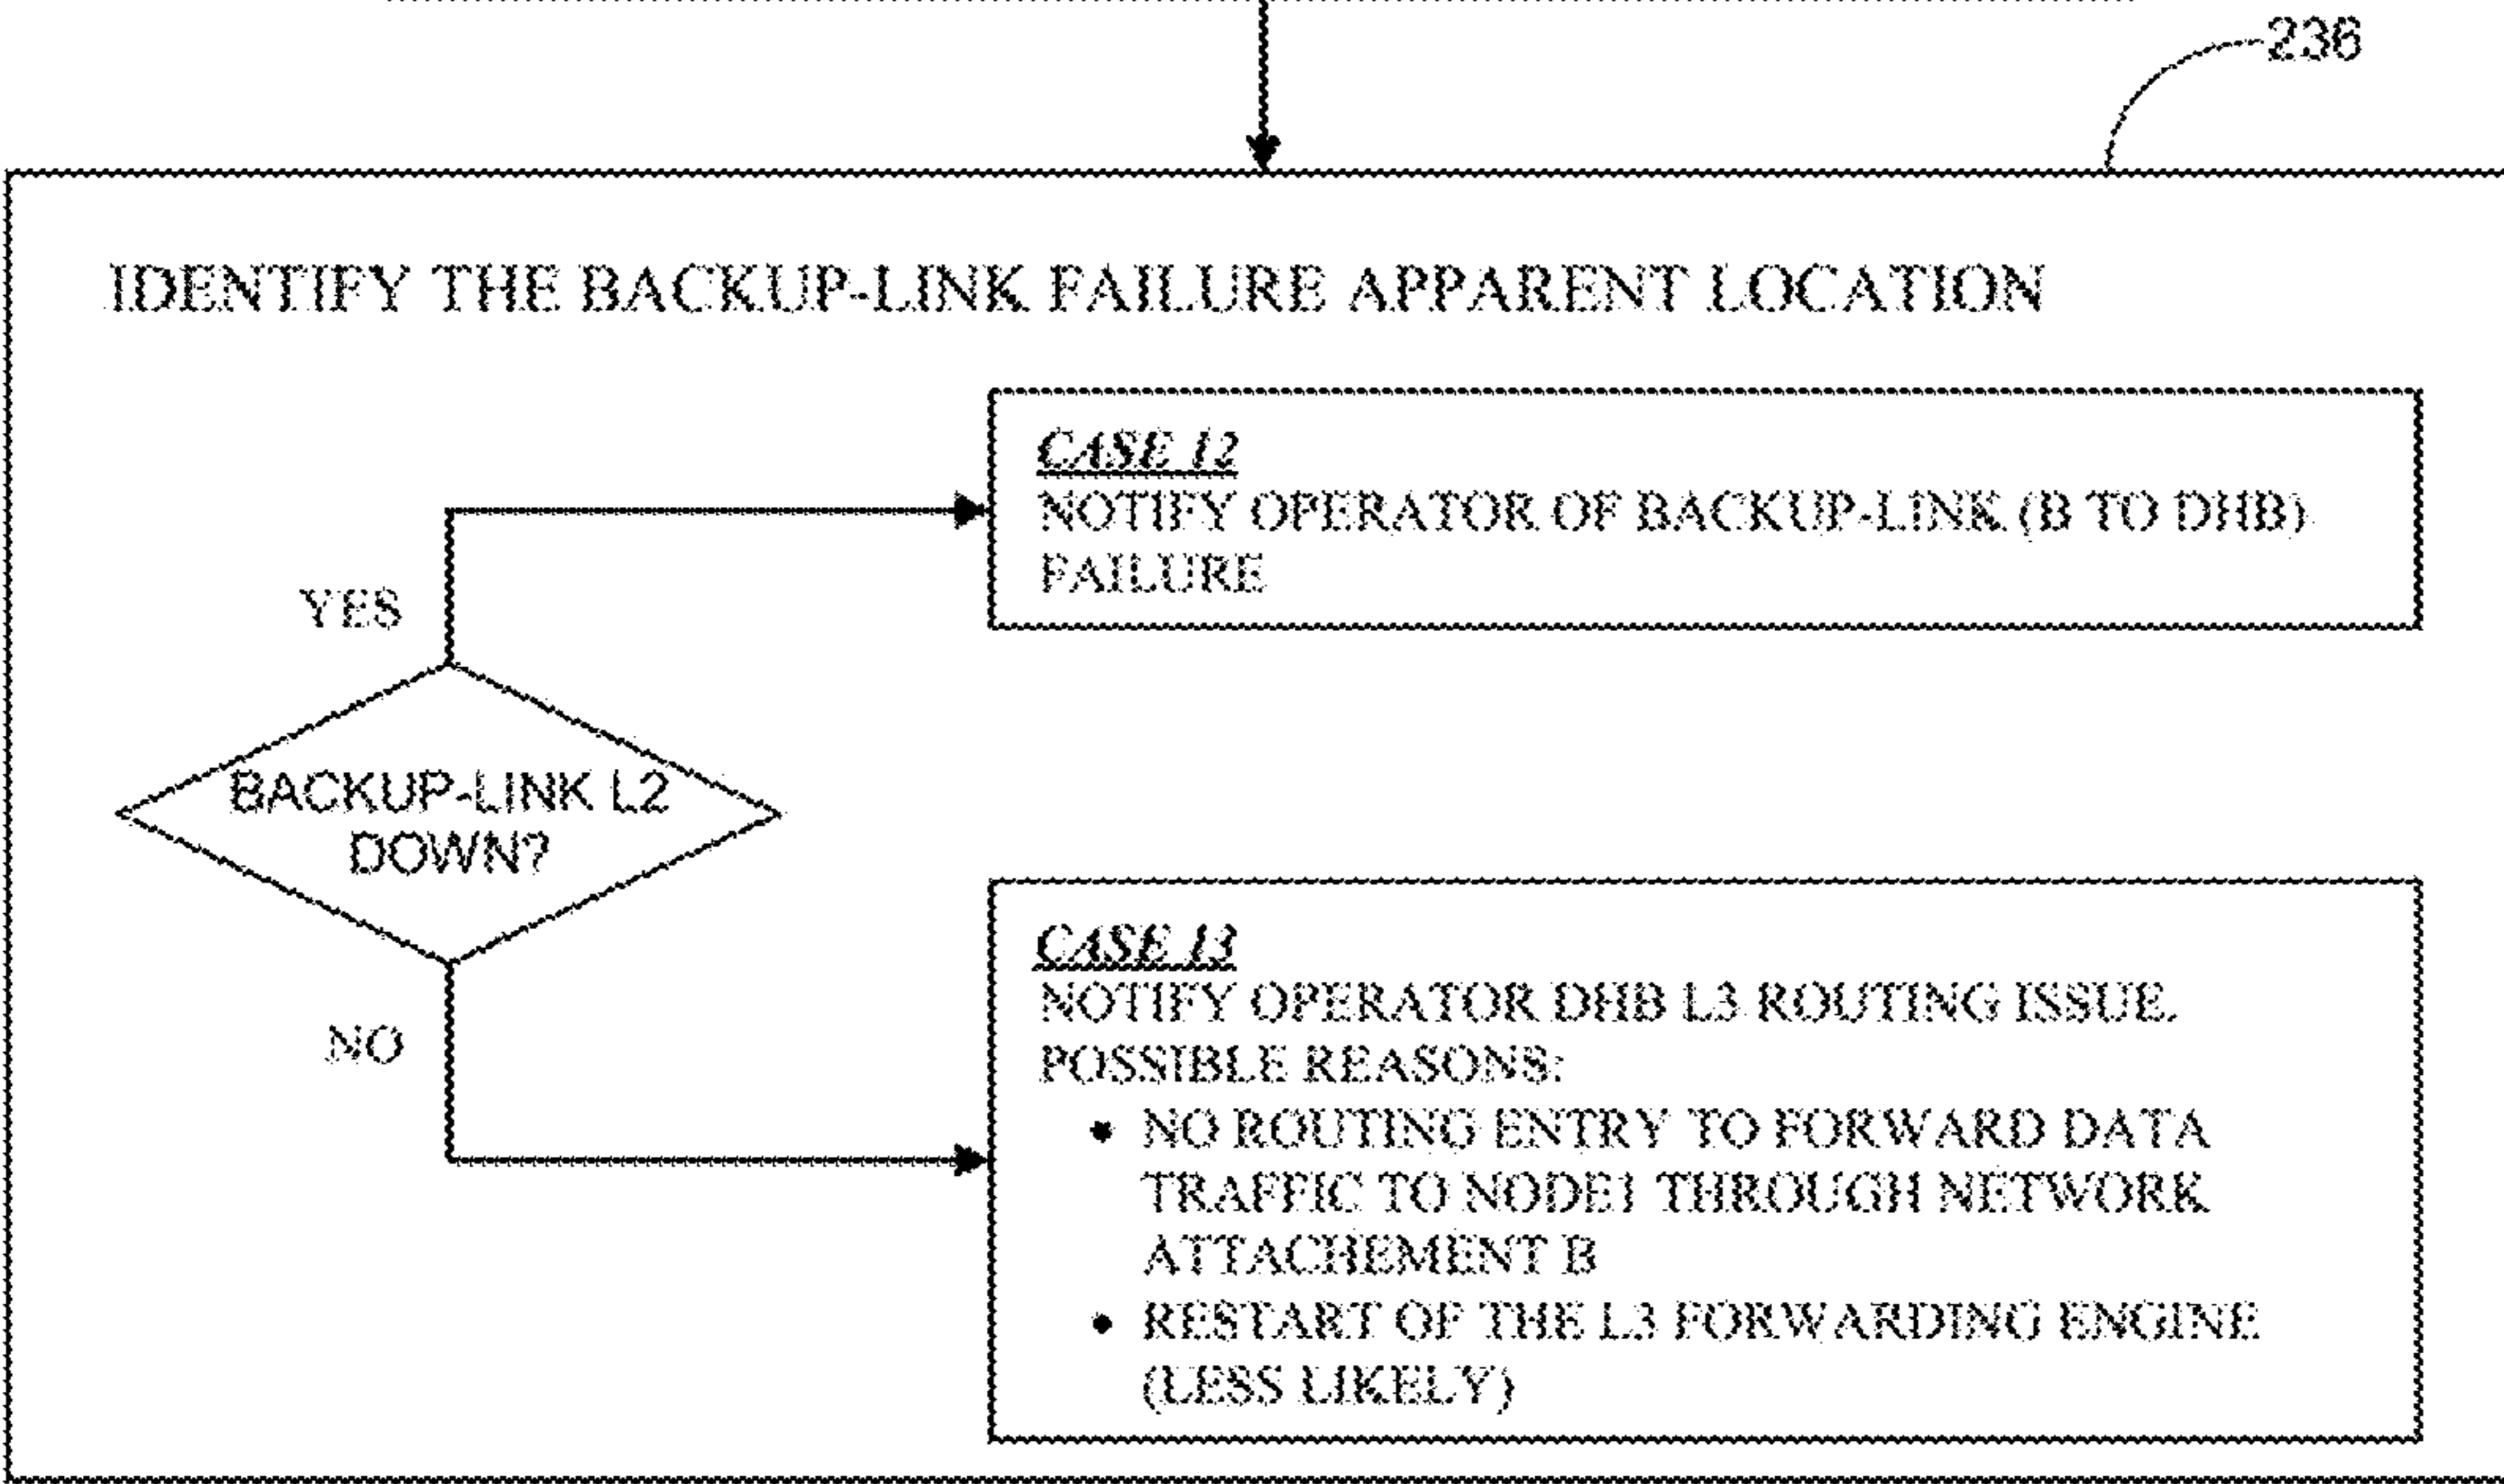 236
IDENTIFY THE BACKUP-LINK FAILURE APPARENT LOCATION
CASE 12
NOTIFY OPERATOR OF BACKUP-LINK (B TO DHB)
FAILURE
YES
BACKUP-LINK L2
DOWN?
CASE 13
NOTIFY OPERATOR DHB L3 ROUTING ISSUE.
POSSIBLE REASONS:
NO
• NO ROUTING ENTRY TO FORWARD DATA
TRAFFIC TO NODE1 THROUGH NETWORK
ATTACHEMENT B
• RESTART OF THE L3 FORWARDING ENGINE
(LESS LIKELY)